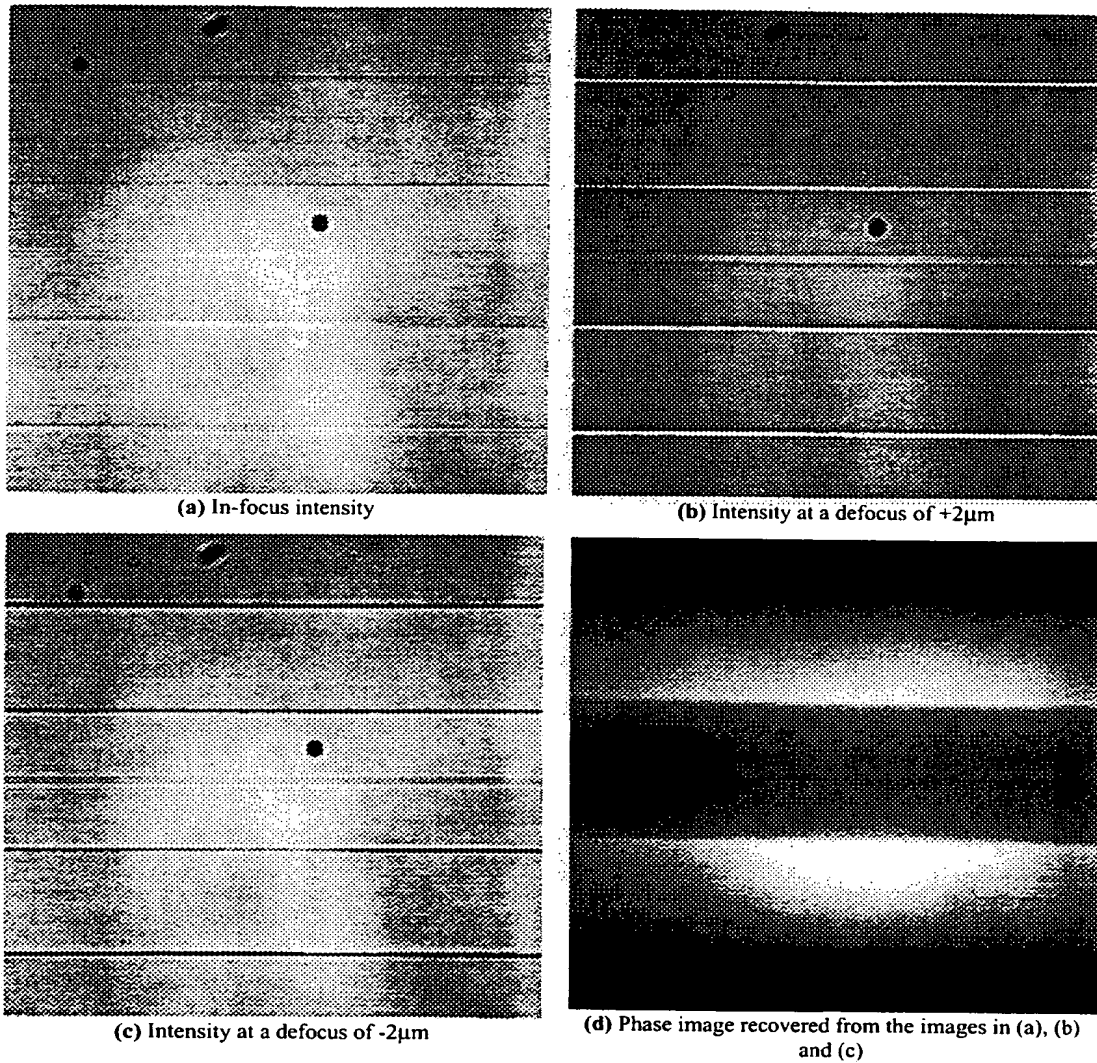 (a) In-focus intensity
(b) Intensity at a defocus of +2μm
(c) Intensity at a defocus of -2μm
(d) Phase image recovered from the images in (a), (b)
and (c)